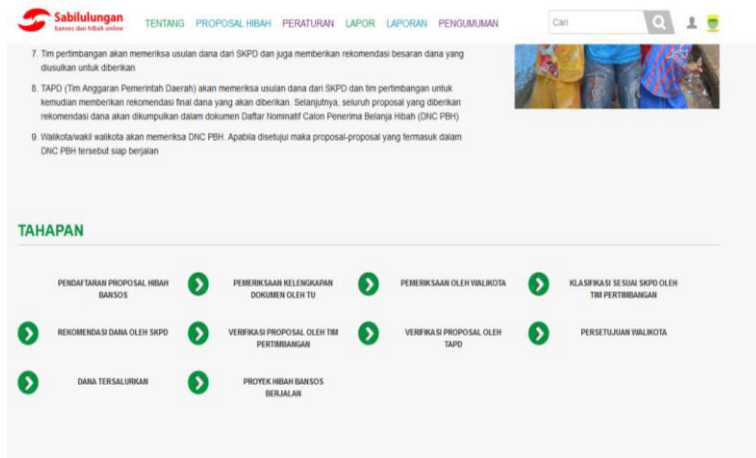 Sabilulungan
bansos dan hibah online
TENTANG PROPOSAL HIBAH PERATURAN LAPOR LAPORAN PENGUMUMAN
Cari
7. Tim pertimbangan akan memeriksa usulan dana dari SKPD dan juga memberikan rekomendasi besaran dana yang
diusulkan untuk diberikan
8. TAPD (Tim Anggaran Pemerintah Daerah) akan memeriksa usulan dana dari SKPD dan tim pertimbangan untuk
kemudian memberikan rekomendasi final dana yang akan diberikan. Selanjutnya, seluruh proposal yang diberikan
rekomendasi dana akan dikumpulkan dalam dokumen Daftar Nominatif Calon Penerima Belanja Hibah (DNC PBH)
9. Walikota/wakil walikota akan memeriksa DNC PBH. Apabila disetujui maka proposal-proposal yang termasuk dalam
DNC PBH tersebut siap berjalan
TAHAPAN
PENDAFTARAN PROPOSAL HIBAH
BANSOS
PEMERIKSAAN KELENGKAPAN
DOKUMEN OLEH TU
PEMERIKSAAN OLEH WALIKOTA
KLASIFIKASI SESUAI SKPD OLEH
TIM PERTIMBANGAN
REKOMENDASI DANA OLEH SKPD
VERIFIKASI PROPOSAL OLEH TIM
PERTIMBANGAN
VERIFIKASI PROPOSAL OLEH
TAPD
PERSETUJUAN WALIKOTA
DANA TERSALURKAN
PROYEK HIBAH BANSOS
BERJALAN